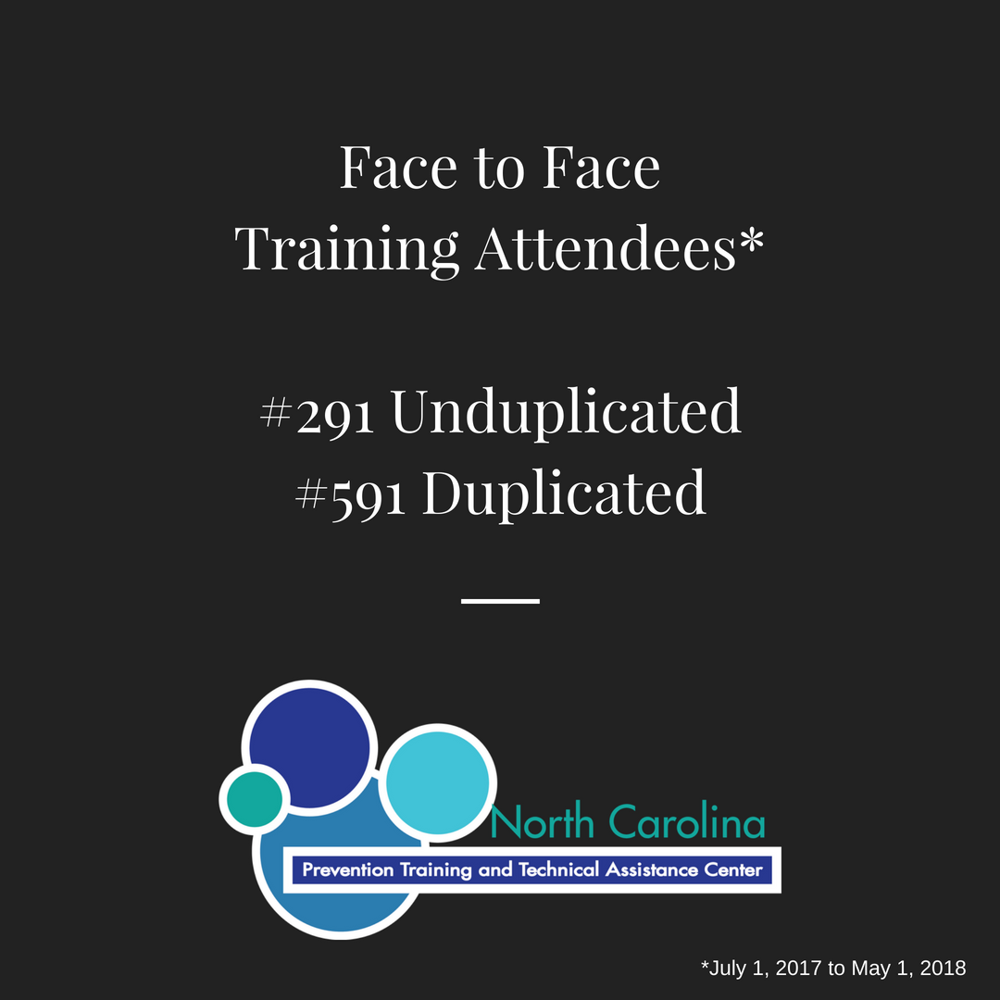 Face to Face
Training Attendees*
#291 Unduplicated
#591 Duplicated
North Carolina
Prevention Training and Technical Assistance Center
*July 1, 2017 to May 1, 2018